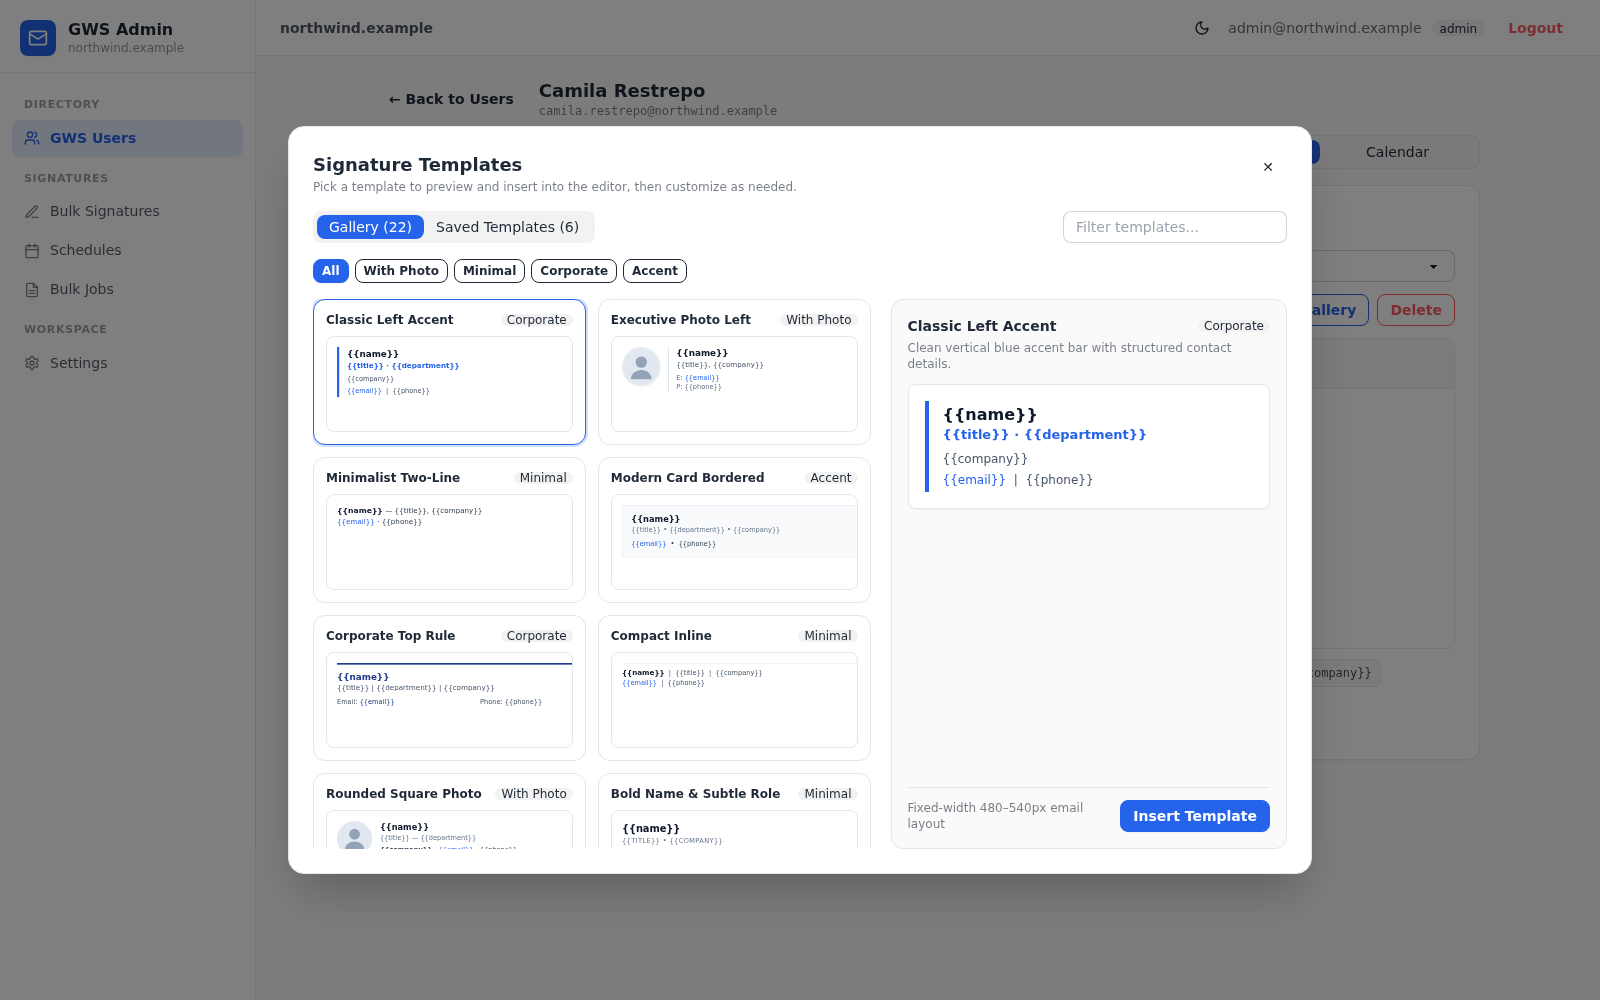 GWS Admin
northwind.example
northwind.example
admin@northwind.example
admin
Logout
DIRECTORY
GWS Users
SIGNATURES
Bulk Signatures
Schedules
Bulk Jobs
WORKSPACE
Settings
← Back to Users
Camila Restrepo
camila.restrepo@northwind.example
Calendar
Delete
Signature Templates
Pick a template to preview and insert into the editor, then customize as needed.
✕
Gallery (22)
Saved Templates (6)
Filter templates...
All
With Photo
Minimal
Corporate
Accent
Classic Left Accent
Corporate
{{name}}
{{title}} · {{department}}
{{company}}
{{email}} | {{phone}}
Executive Photo Left
With Photo
{{name}}
{{title}}, {{company}}
E: {{email}}
P: {{phone}}
Minimalist Two-Line
Minimal
{{name}} — {{title}}, {{company}}
{{email}} · {{phone}}
Modern Card Bordered
Accent
{{name}}
{{title}} • {{department}} • {{company}}
{{email}} • {{phone}}
Corporate Top Rule
Corporate
{{name}}
{{title}} | {{department}} | {{company}}
Email: {{email}}
Phone: {{phone}}
Compact Inline
Minimal
{{name}} | {{title}} | {{company}}
{{email}} | {{phone}}
Rounded Square Photo
With Photo
{{name}}
{{title}} — {{department}}
Bold Name & Subtle Role
Minimal
{{name}}
{{TITLE}} • {{COMPANY}}
Classic Left Accent
Corporate
Clean vertical blue accent bar with structured contact
details.
{{name}}
{{title}} · {{department}}
{{company}}
{{email}} | {{phone}}
Fixed-width 480–540px email
layout
Insert Template